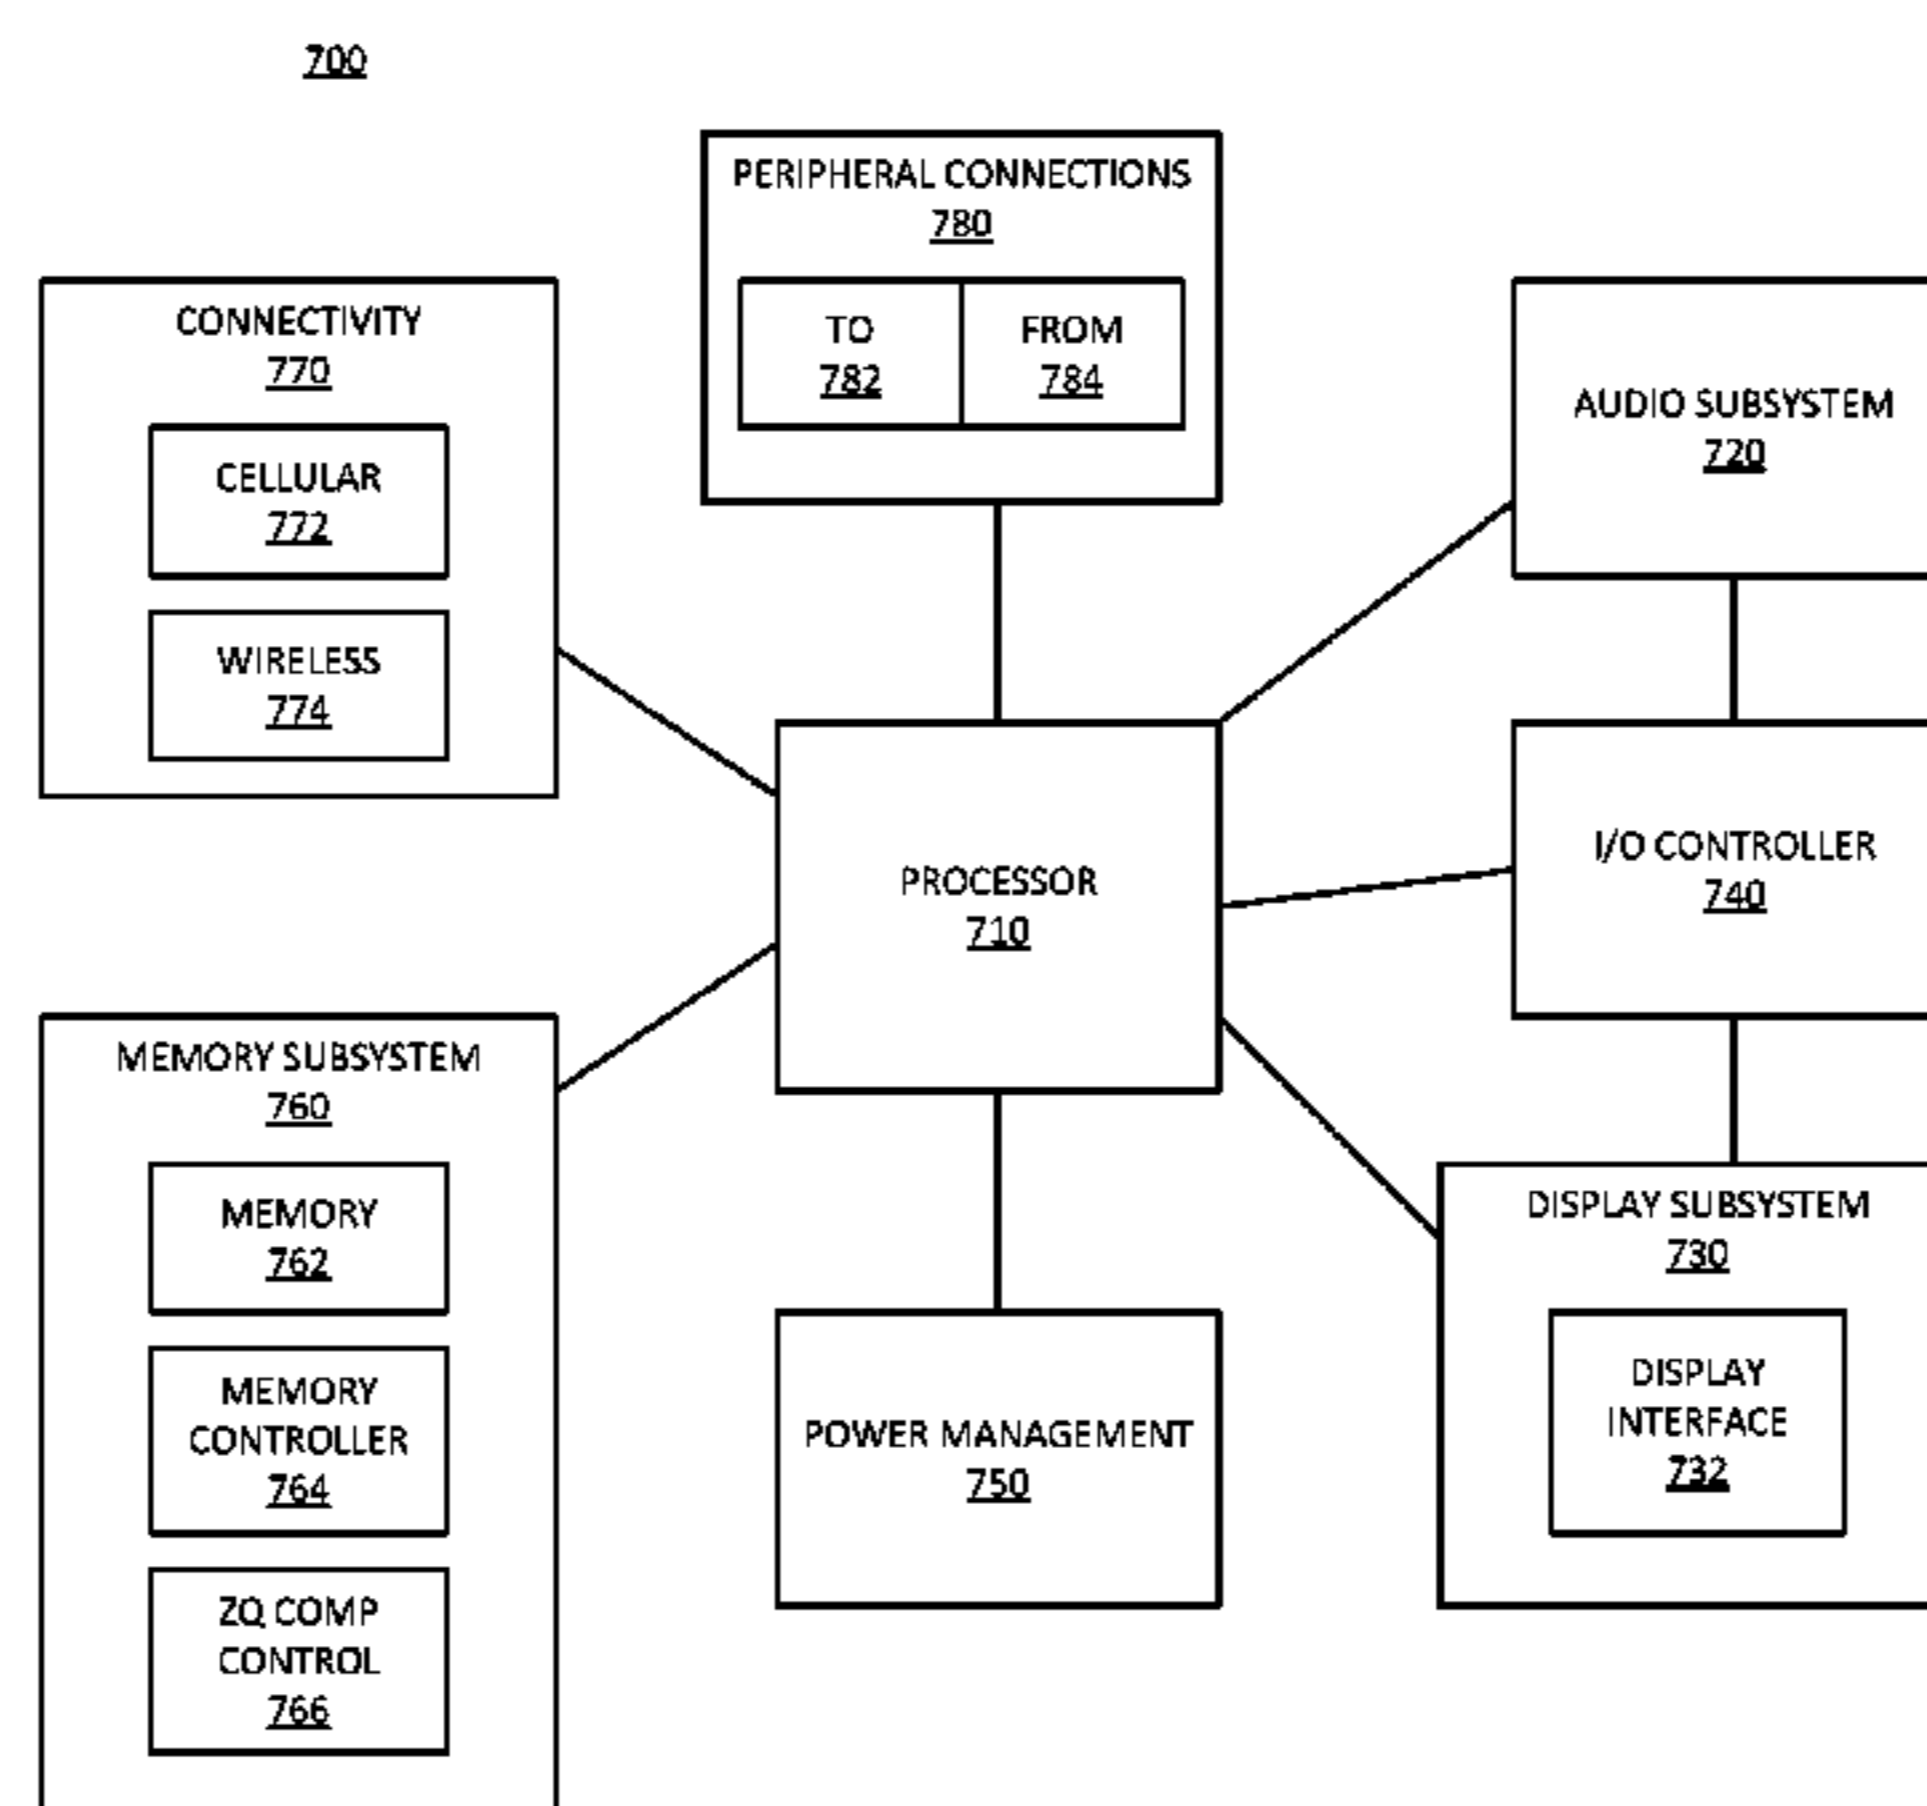 700
PERIPHERAL CONNECTIONS
780
TO
782
FROM
784
CONNECTIVITY
770
CELLULAR
772
WIRELESS
774
AUDIO SUBSYSTEM
720
PROCESSOR
710
I/O CONTROLLER
740
MEMORY SUBSYSTEM
760
MEMORY
762
MEMORY
CONTROLLER
764
ZQ COMP
CONTROL
766
POWER MANAGEMENT
750
DISPLAY SUBSYSTEM
730
DISPLAY
INTERFACE
732